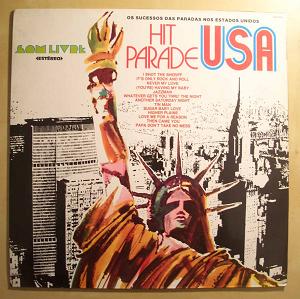 OS SUCESSOS DAS PARADAS NOS ESTADOS UNIDOS
SOM LIVRE
ESTÉREO
HIT
PARADE
USA
I SHOT THE SHERIFF
IT'S ONLY ROCK AND ROLL
NEVER MY LOVE
(YOU'RE) HAVING MY BABY
JAZZMAN
WHATEVER GETS YOU THRU' THE NIGHT
ANOTHER SATURDAY NIGHT
TIN MAN
SUGAR BABY LOVE
HIGHER PLANE
LOVE ME FOR A REASON
THEN CAME YOU
PAPA DON'T TAKE NO MESS